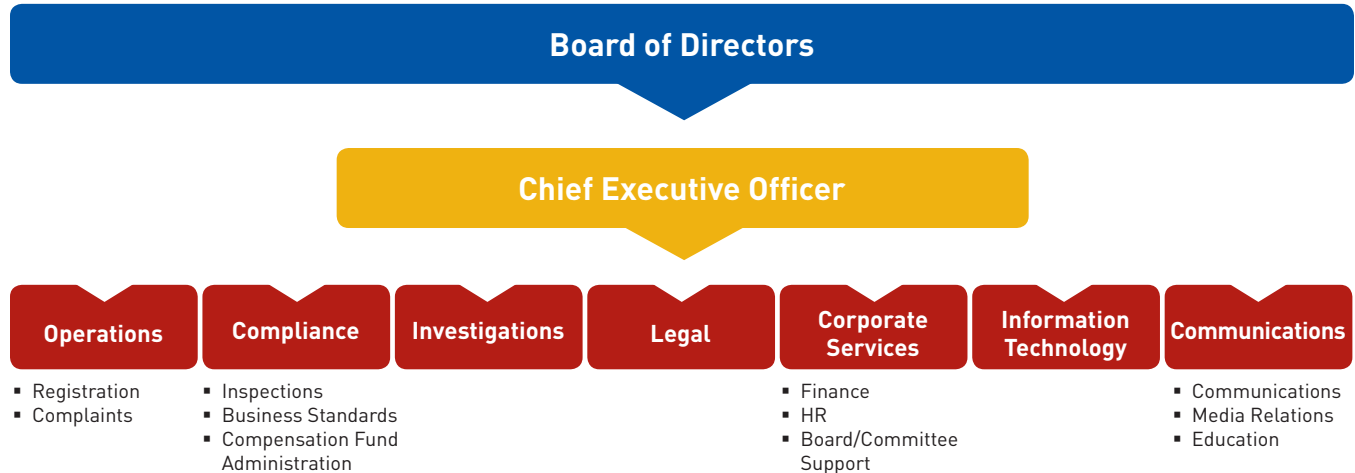 Board of Directors
Chief Executive Officer
Operations
▪ Registration
▪ Complaints
Compliance
▪ Inspections
▪ Business Standards
▪ Compensation Fund
Administration
Investigations
Legal
Corporate
Services
▪ Finance
▪ HR
▪ Board/Committee
Support
Information
Technology
Communications
▪ Communications
▪ Media Relations
▪ Education